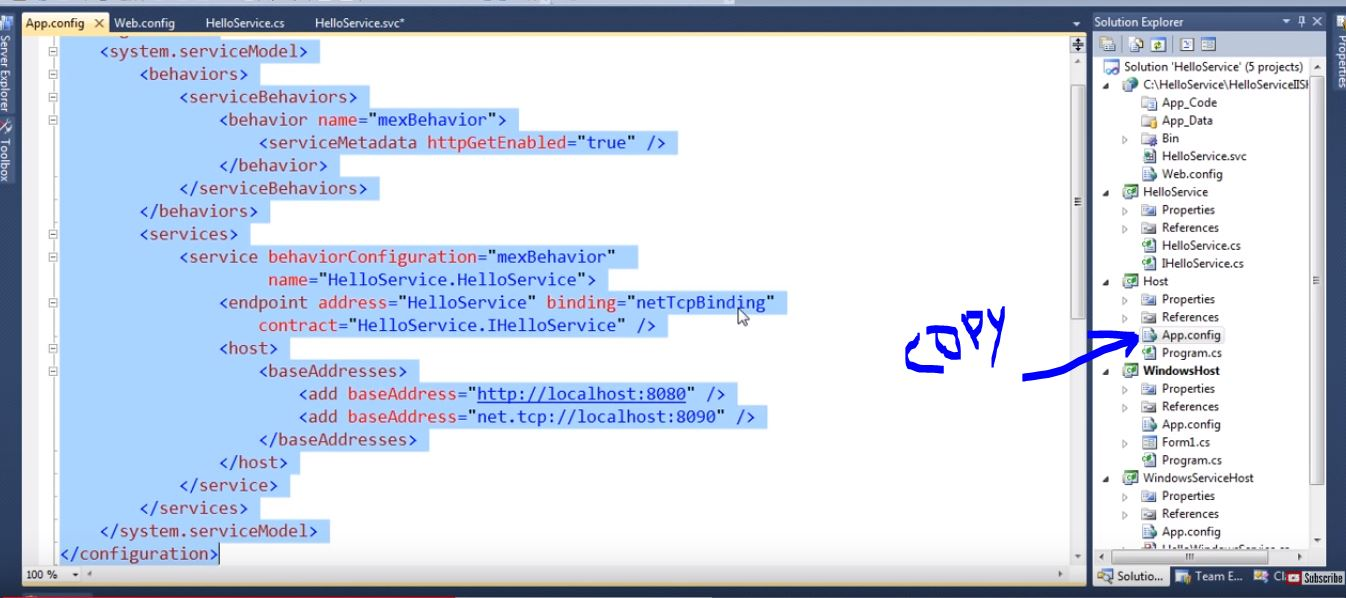 App.config
Web.config
HelloService.cs
HelloService.svc*
<system.serviceModel>
<behaviors>
<serviceBehaviors>
<behavior name="mexBehavior">
<serviceMetadata httpGetEnabled="true" />
</behavior>
</serviceBehaviors>
</behaviors>
<services>
<service behaviorConfiguration="mexBehavior"
name="HelloService.HelloService">
<endpoint address="HelloService" binding="netTcpBinding"
contract="HelloService.IHelloService" />
<host>
<baseAddresses>
<add baseAddress="http://localhost:8080" />
<add baseAddress="net.tcp://localhost:8090" />
</baseAddresses>
</host>
</service>
</services>
</system.serviceModel>
</configuration>
100 %
Server Explorer
Toolbox
COPY
Solution Explorer
Solution 'HelloService' (5 projects)
C:\HelloService\HelloServiceIISH
App_Code
App_Data
Bin
HelloService.svc
Web.config
HelloService
Properties
References
HelloService.cs
IHelloService.cs
Host
Properties
References
App.config
Program.cs
WindowsHost
Properties
References
App.config
Form1.cs
Program.cs
WindowsServiceHost
Properties
References
App.config
Solutio...
Team E...
Subscribe
Properties